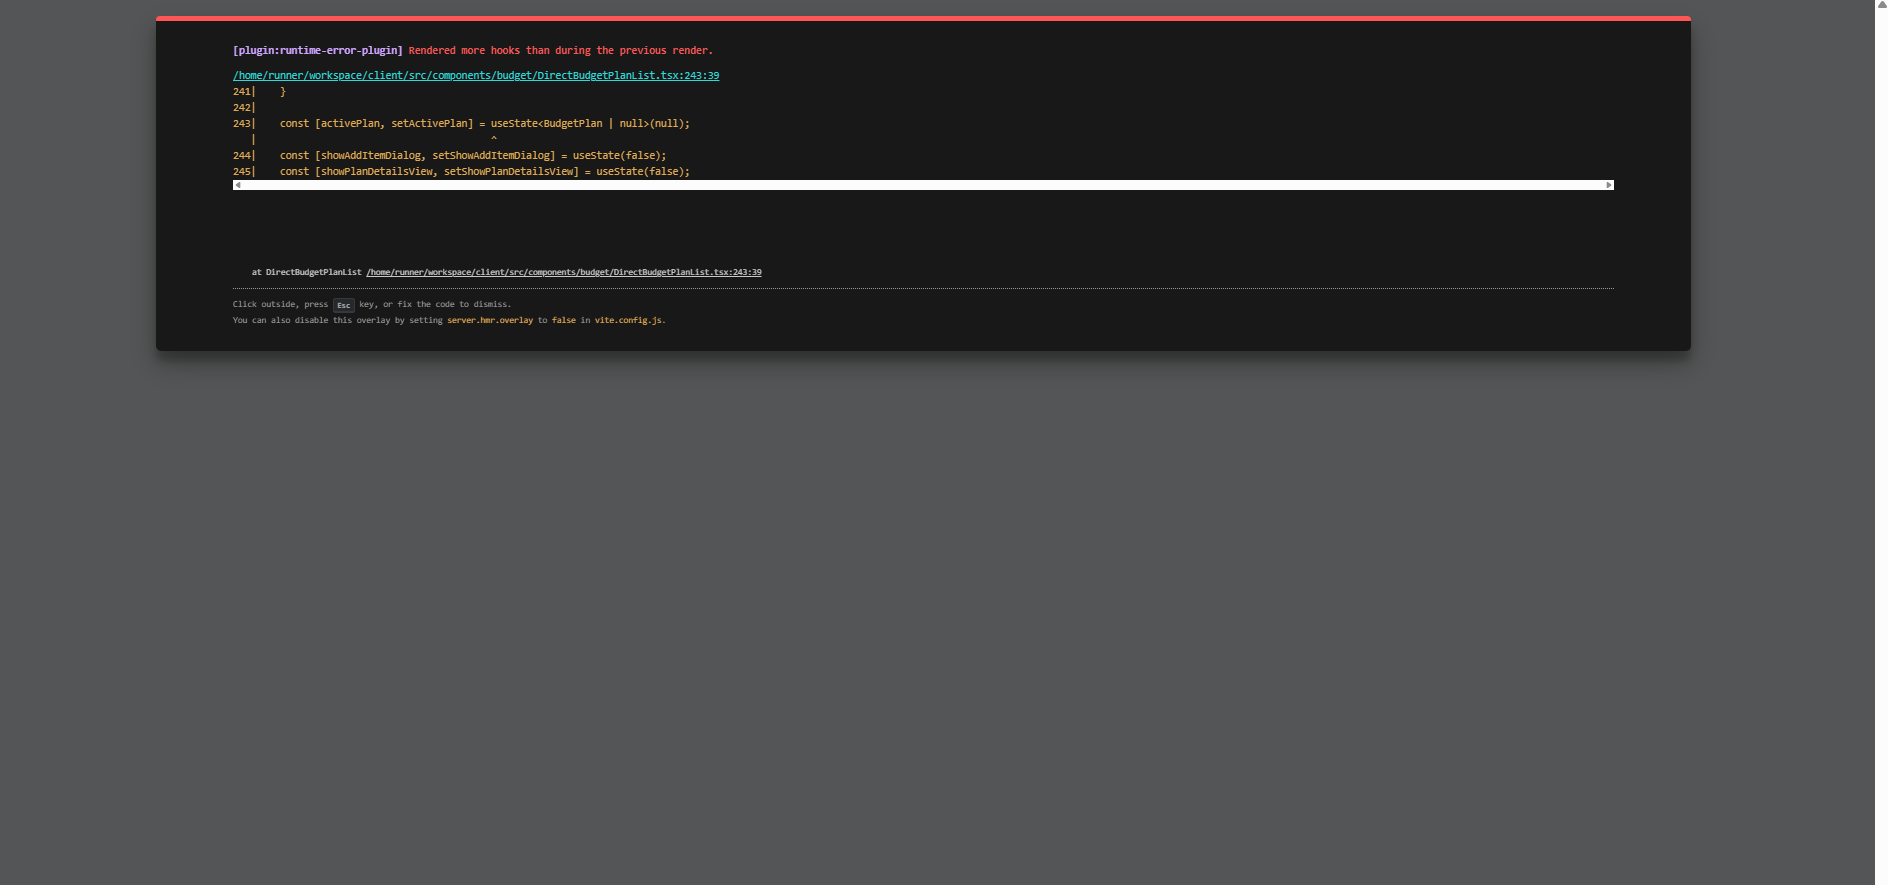 [plugin:runtime-error-plugin] Rendered more hooks than during the previous render.
/home/runner/workspace/client/src/components/budget/DirectBudgetPlanList.tsx:243:39
241|    }
242|
243|    const [activePlan, setActivePlan] = useState<BudgetPlan | null>(null);
   |                                        ^
244|    const [showAddItemDialog, setShowAddItemDialog] = useState(false);
245|    const [showPlanDetailsView, setShowPlanDetailsView] = useState(false);
at DirectBudgetPlanList /home/runner/workspace/client/src/components/budget/DirectBudgetPlanList.tsx:243:39
Click outside, press Esc key, or fix the code to dismiss.
You can also disable this overlay by setting server.hmr.overlay to false in vite.config.js.